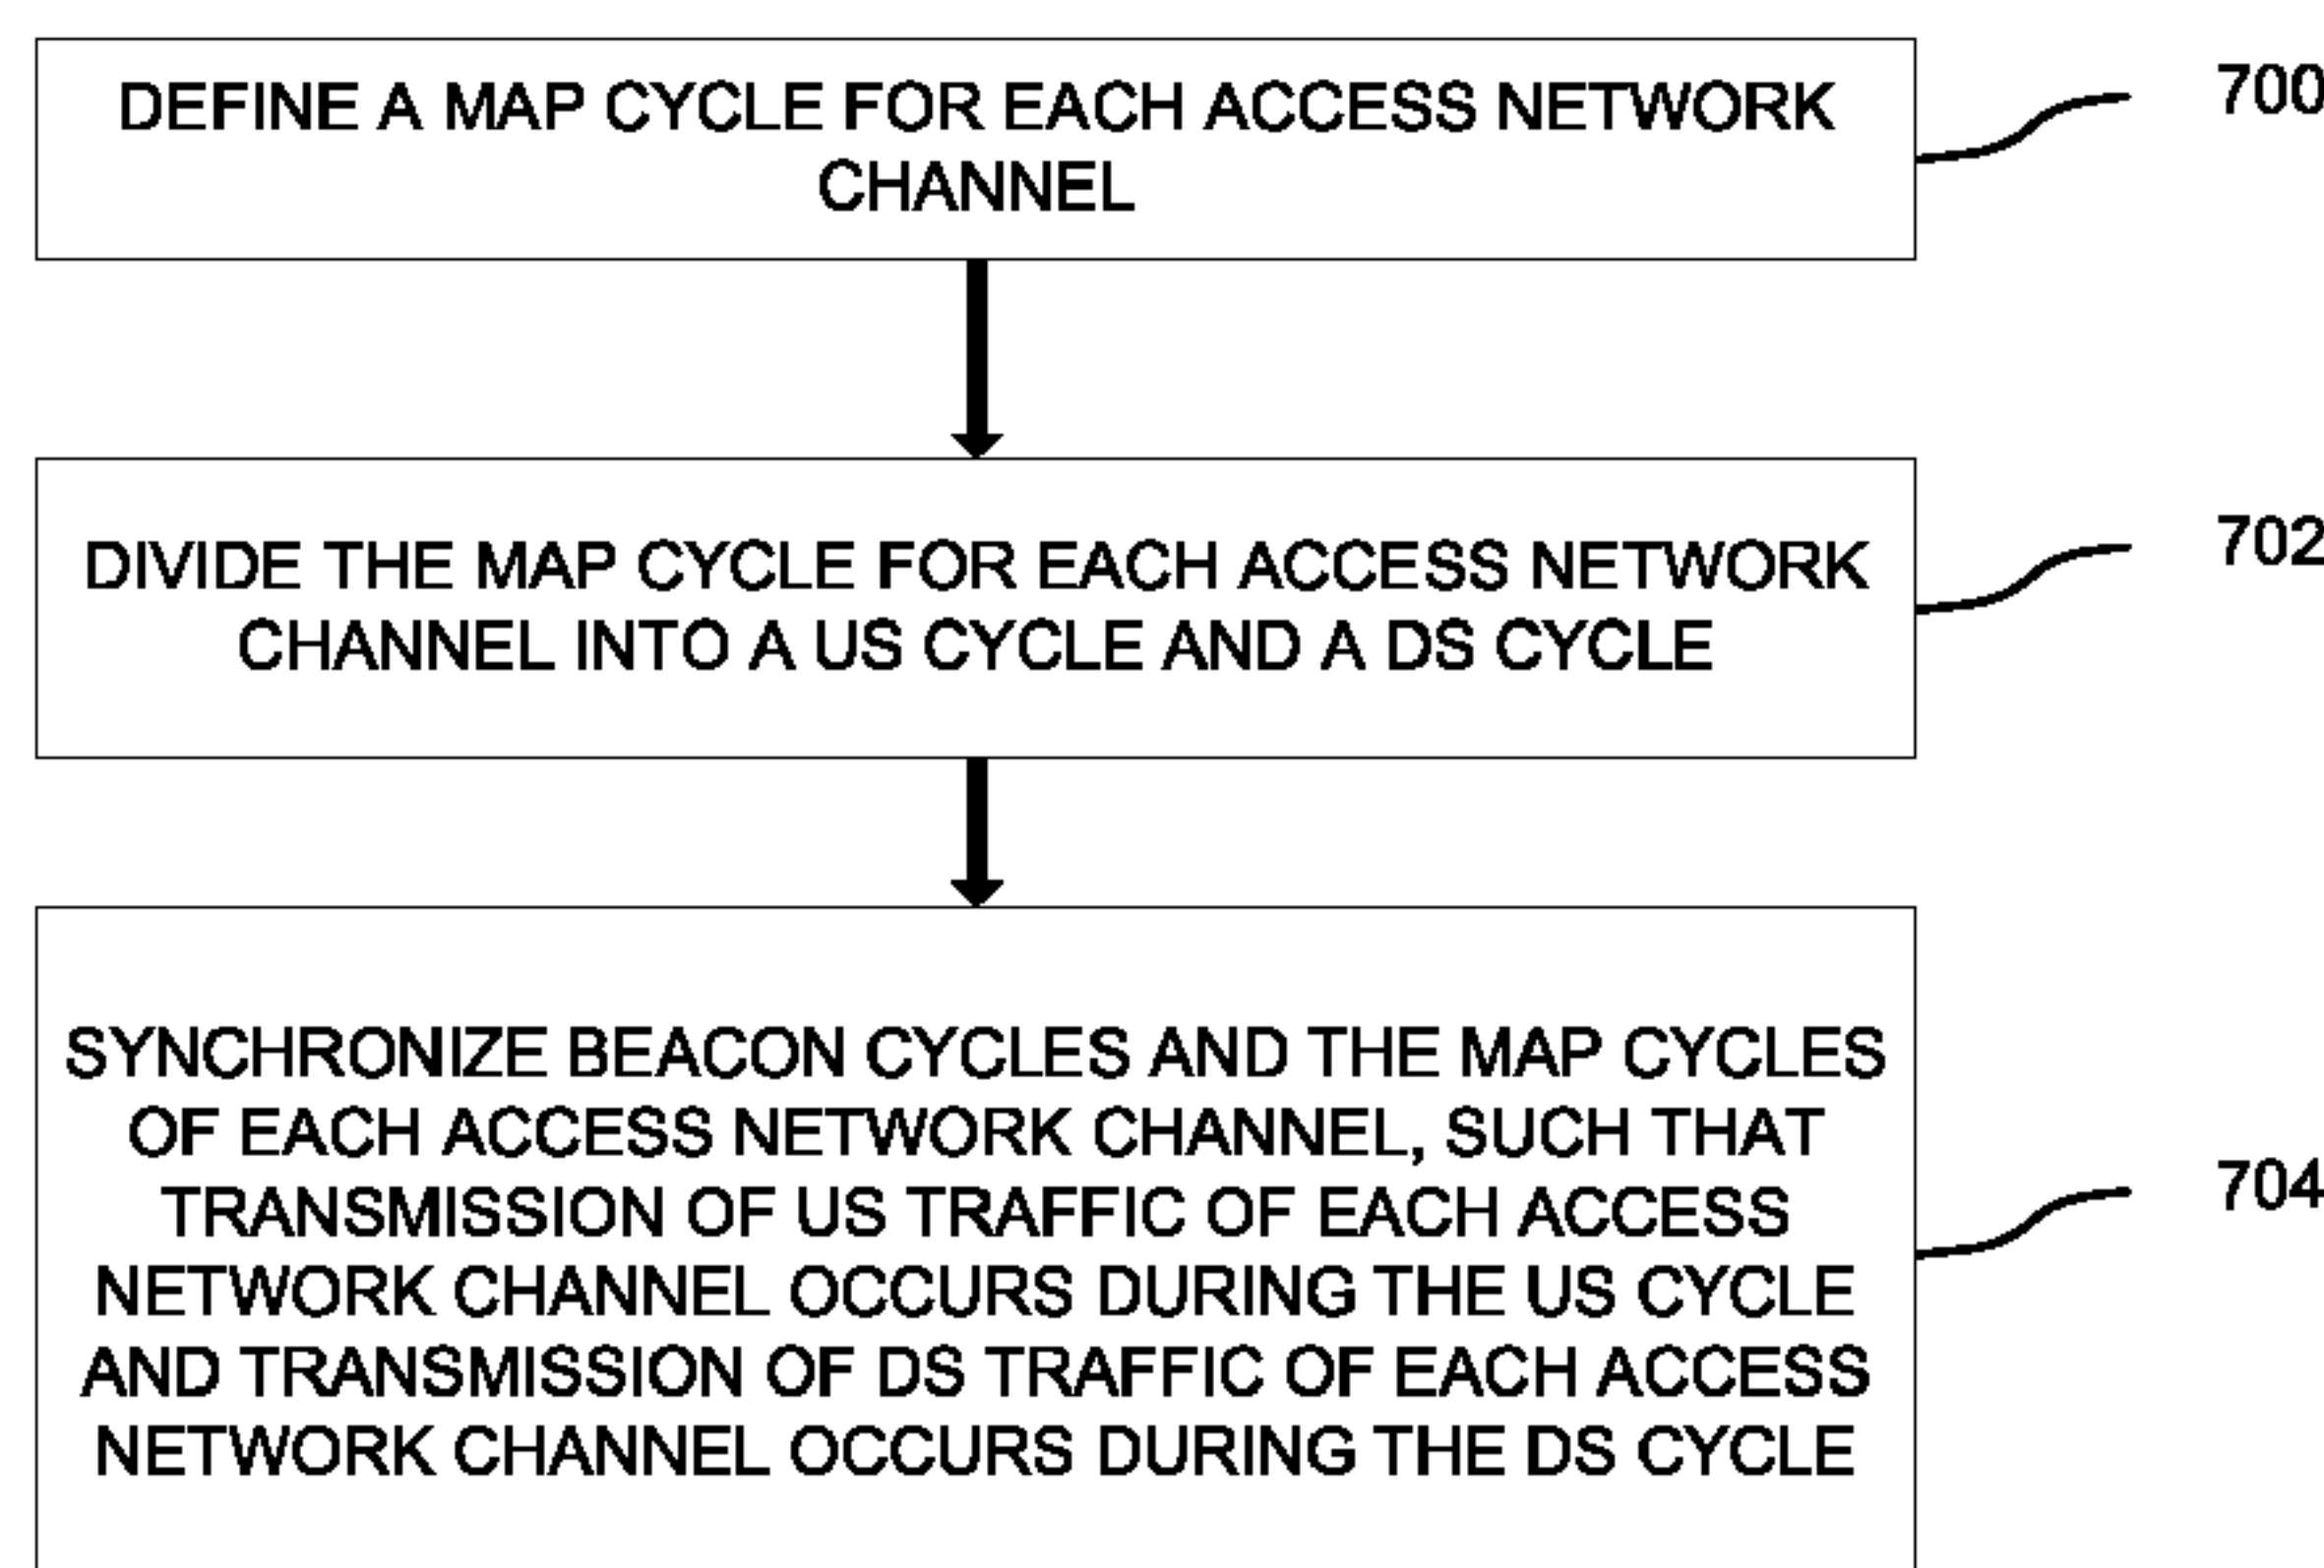 DEFINE A MAP CYCLE FOR EACH ACCESS NETWORK
CHANNEL
700
DIVIDE THE MAP CYCLE FOR EACH ACCESS NETWORK
CHANNEL INTO A US CYCLE AND A DS CYCLE
702
SYNCHRONIZE BEACON CYCLES AND THE MAP CYCLES
OF EACH ACCESS NETWORK CHANNEL, SUCH THAT
TRANSMISSION OF US TRAFFIC OF EACH ACCESS
NETWORK CHANNEL OCCURS DURING THE US CYCLE
AND TRANSMISSION OF DS TRAFFIC OF EACH ACCESS
NETWORK CHANNEL OCCURS DURING THE DS CYCLE
704